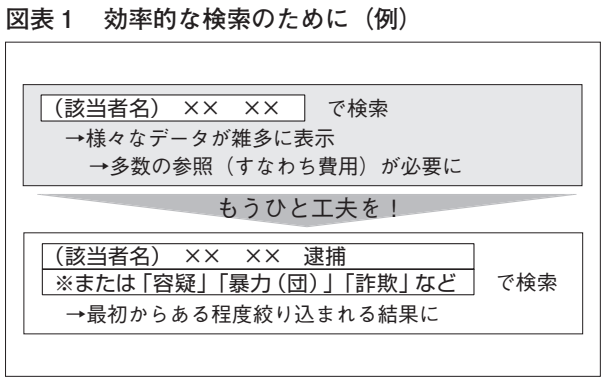 図表1 効率的な検索のために（例）
（該当者名） ×× ×× で検索
→様々なデータが雑多に表示
→多数の参照（すなわち費用）が必要に
もうひと工夫を！
（該当者名） ×× ×× 逮捕
※または「容疑」「暴力（団）」「詐欺」など で検索
→最初からある程度絞り込まれる結果に